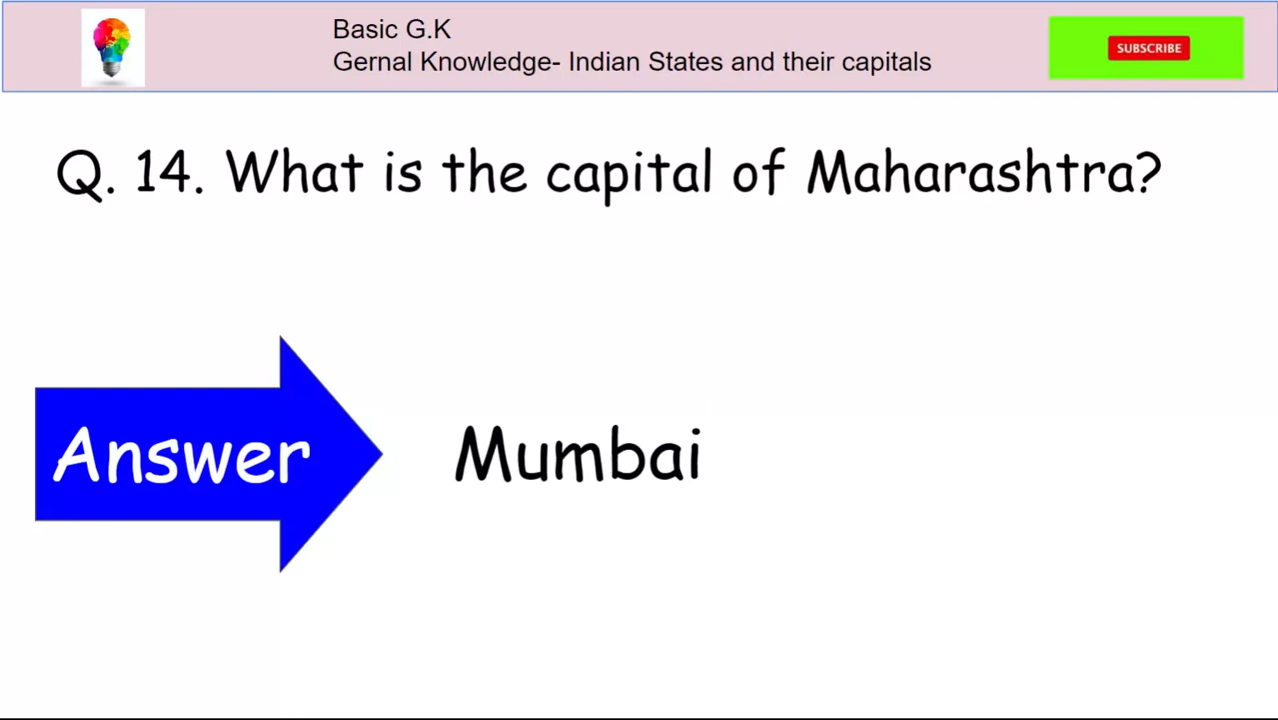 Basic G.K
Gernal Knowledge- Indian States and their capitals
SUBSCRIBE
Q. 14. What is the capital of Maharashtra?
Answer
Mumbai